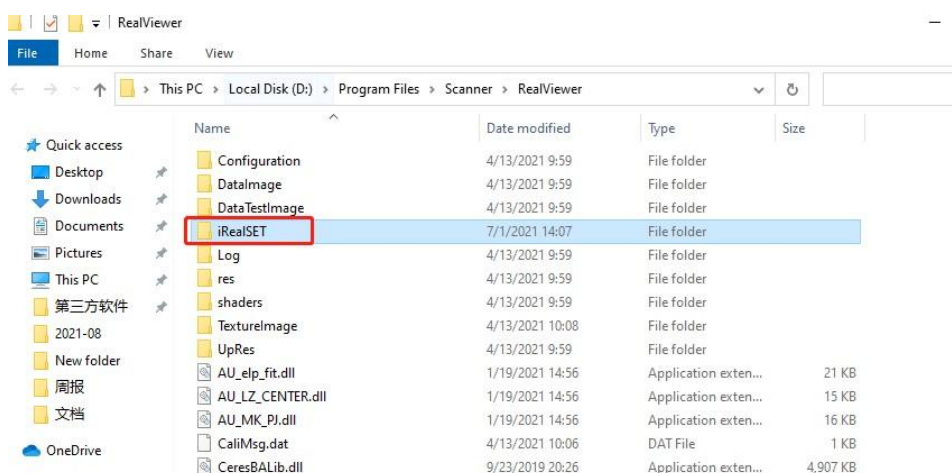 RealViewer
File Home Share View
This PC > Local Disk (D:) > Program Files > Scanner > RealViewer
Name Date modified Type Size
Quick access
Desktop
Downloads
Documents
Pictures
This PC
第三方软件
2021-08
New folder
周报
文档
OneDrive
Configuration 4/13/2021 9:59 File folder
DataImage 4/13/2021 9:59 File folder
DataTestImage 4/13/2021 9:59 File folder
iRealSET 7/1/2021 14:07 File folder
Log 4/13/2021 9:59 File folder
res 4/13/2021 9:59 File folder
shaders 4/13/2021 9:59 File folder
TextureImage 4/13/2021 10:08 File folder
UpRes 4/13/2021 9:59 File folder
AU_elp_fit.dll 1/19/2021 14:56 Application exten... 21 KB
AU_LZ_CENTER.dll 1/19/2021 14:56 Application exten... 15 KB
AU_MK_PJ.dll 1/19/2021 14:56 Application exten... 16 KB
CaliMsg.dat 4/13/2021 10:06 DAT File 1 KB
CeresBALib.dll 9/23/2019 20:26 Application exten... 4,907 KB